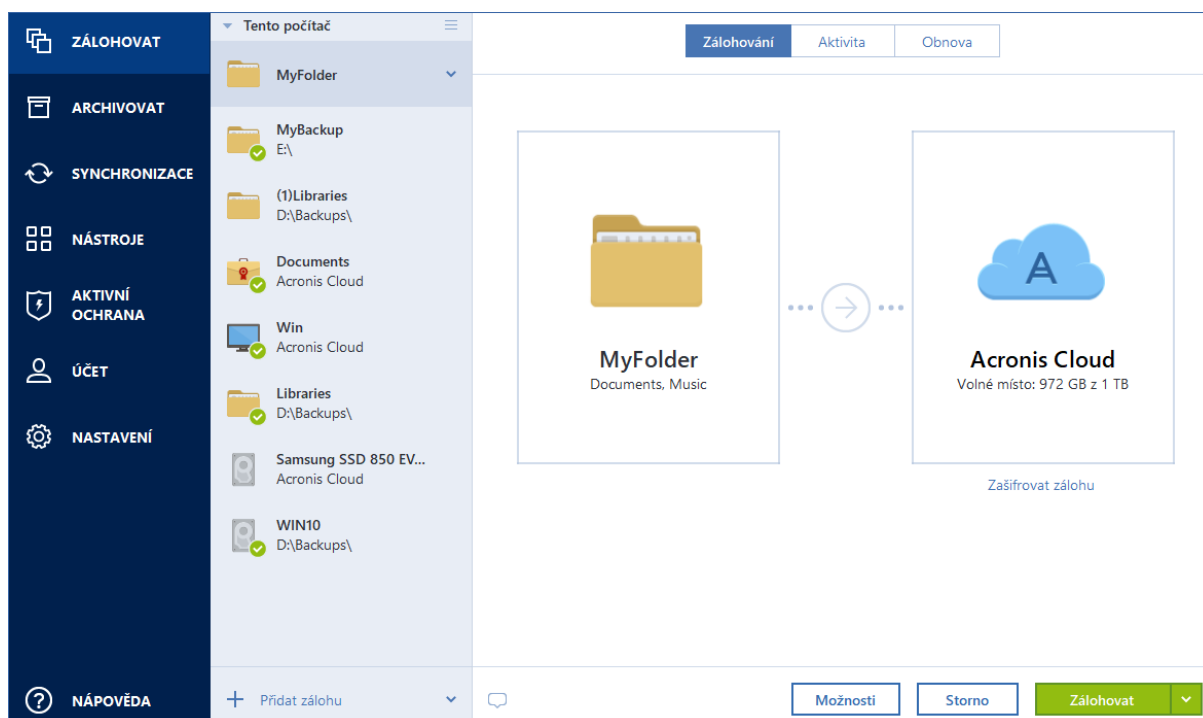 ZÁLOHOVAT
ARCHIVOVAT
SYNCHRONIZACE
NÁSTROJE
AKTIVNÍ
OCHRANA
ÚČET
NASTAVENÍ
NÁPOVĚDA
Tento počítač
MyFolder
MyBackup
E:\
(1)Libraries
D:\Backups\
Documents
Acronis Cloud
Win
Acronis Cloud
Libraries
D:\Backups\
Samsung SSD 850 EV...
Acronis Cloud
WIN10
D:\Backups\
Přidat zálohu
Zálohování
Aktivita
Obnova
MyFolder
Documents, Music
A
Acronis Cloud
Volné místo: 972 GB z 1 TB
Zašifrovat zálohu
Možnosti
Storno
Zálohovat